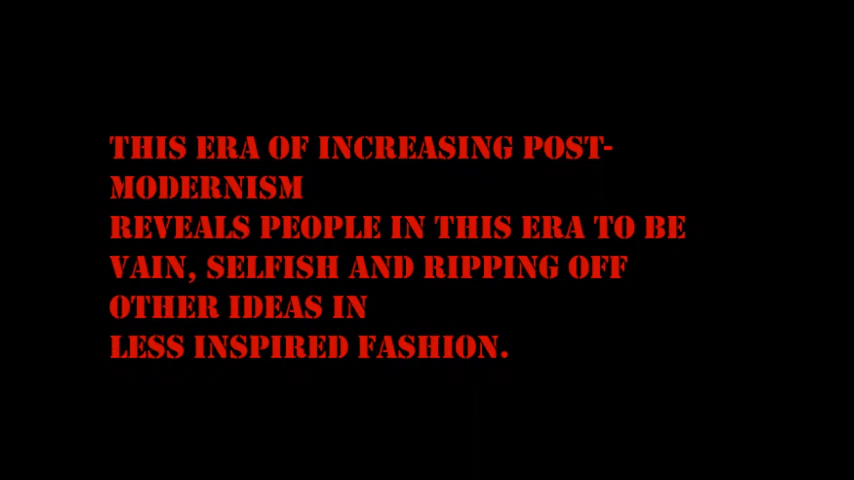 THIS ERA OF INCREASING POST-
MODERNISM
REVEALS PEOPLE IN THIS ERA TO BE
VAIN, SELFISH AND RIPPING OFF
OTHER IDEAS IN
LESS INSPIRED FASHION.